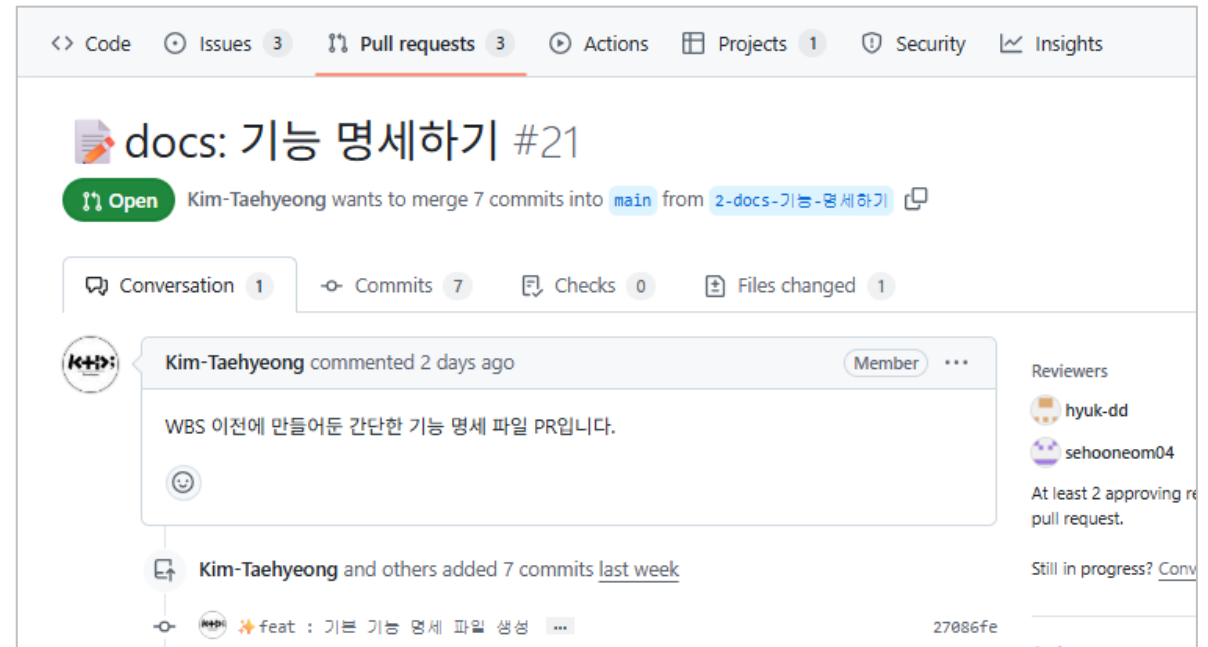 Code Issues 3 Pull requests 3 Actions Projects 1 Security Insights
docs: 기능 명세하기 #21
Open Kim-Taehyeong wants to merge 7 commits into main from 2-docs-기능-명세하기
Conversation 1 Commits 7 Checks 0 Files changed 1
Kim-Taehyeong commented 2 days ago Member
WBS 이전에 만들어둔 간단한 기능 명세 파일 PR입니다.
Kim-Taehyeong and others added 7 commits last week
feat : 기본 기능 명세 파일 생성 27086fe
Reviewers
hyuk-dd
sehooneom04
At least 2 approving
pull request.
Still in progress?